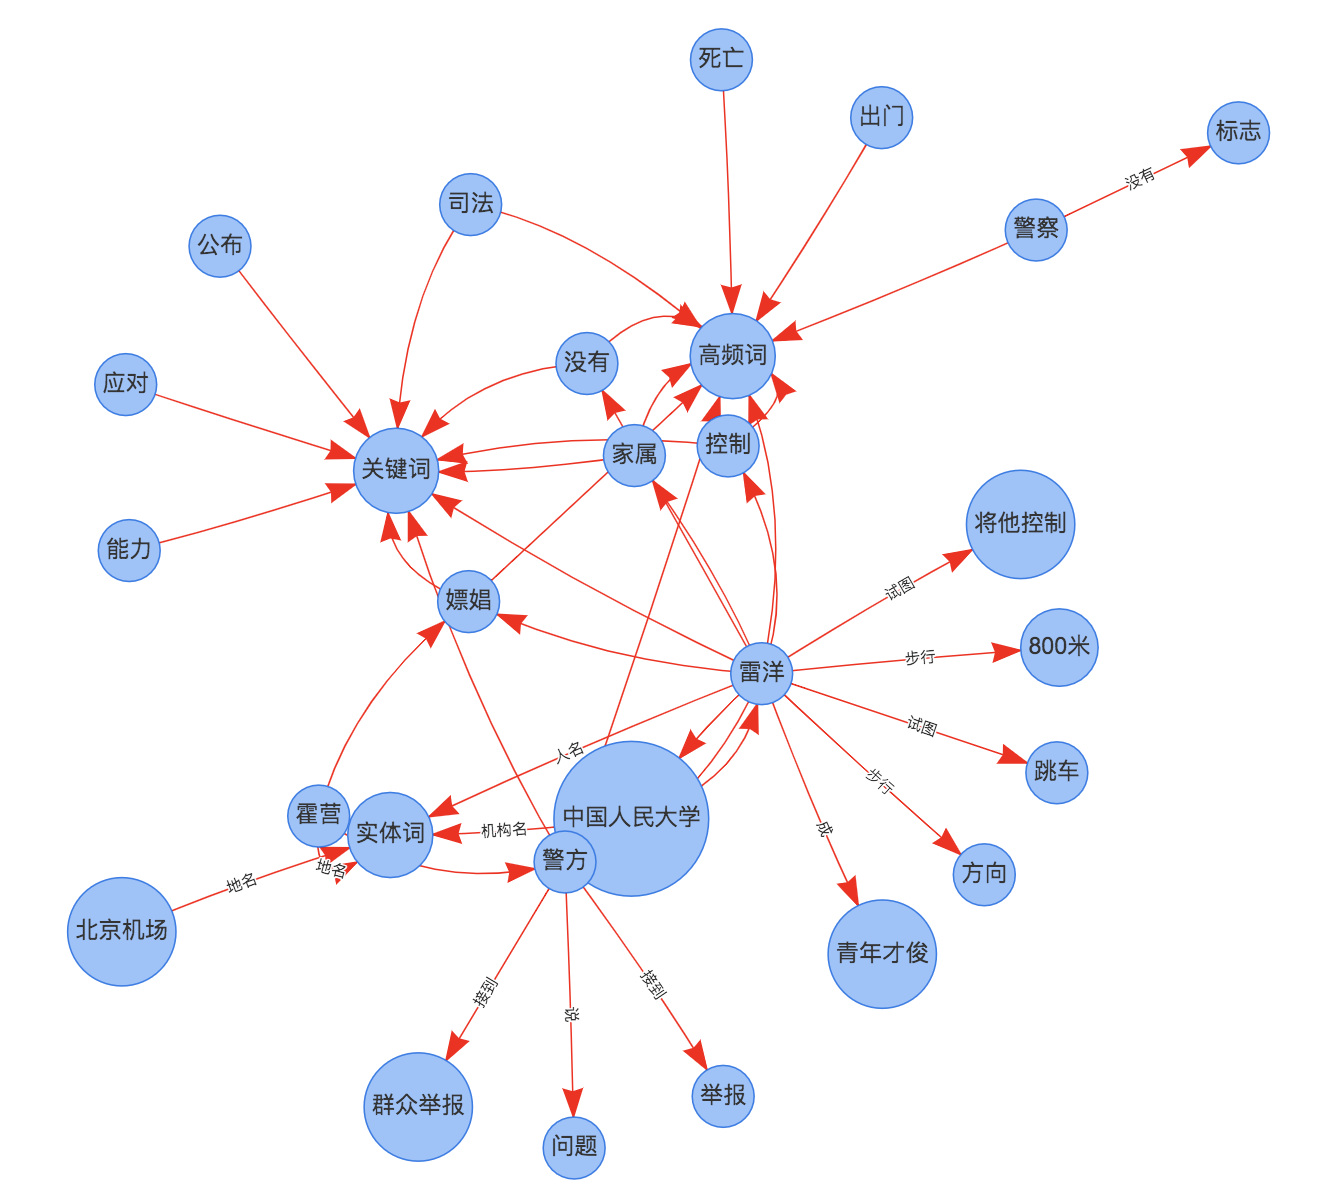 死亡
出门
标志
没有
司法
警察
公布
没有
高频词
应对
控制
家属
关键词
将他控制
能力
试图
嫖娼
800米
步行
雷洋
试图
人名
跳车
步行
霍营
中国人民大学
机构名
实体词
成
地名
警方
方向
地名
北京机场
青年才俊
接到
接到
说
举报
群众举报
问题